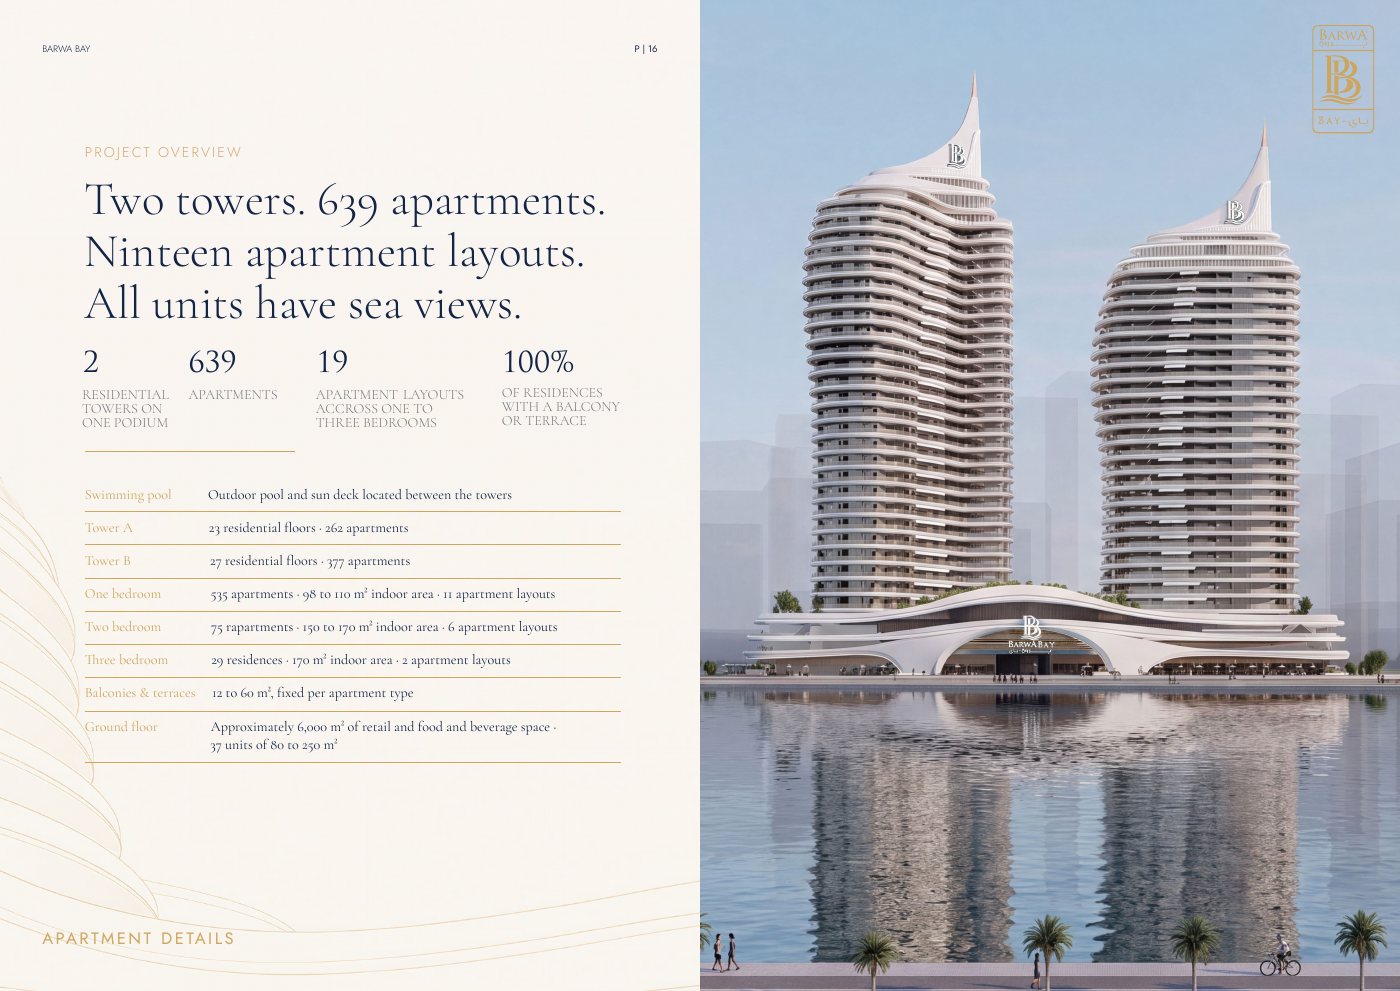 BARWA BAY
P | 16
PROJECT OVERVIEW
Two towers. 639 apartments.
Ninteen apartment layouts.
All units have sea views.
2
RESIDENTIAL
TOWERS ON
ONE PODIUM
639
APARTMENTS
19
APARTMENT LAYOUTS
ACCROSS ONE TO
THREE BEDROOMS
100%
OF RESIDENCES
WITH A BALCONY
OR TERRACE
Swimming pool Outdoor pool and sun deck located between the towers
Tower A 23 residential floors · 262 apartments
Tower B 27 residential floors · 377 apartments
One bedroom 535 apartments · 98 to 110 m² indoor area · 11 apartment layouts
Two bedroom 75 rapartments · 150 to 170 m² indoor area · 6 apartment layouts
Three bedroom 29 residences · 170 m² indoor area · 2 apartment layouts
Balconies & terraces 12 to 60 m², fixed per apartment type
Ground floor Approximately 6,000 m² of retail and food and beverage space ·
37 units of 80 to 250 m²
APARTMENT DETAILS
BARWA
BB
BAY - باي
B
B
BB
BARWA BAY